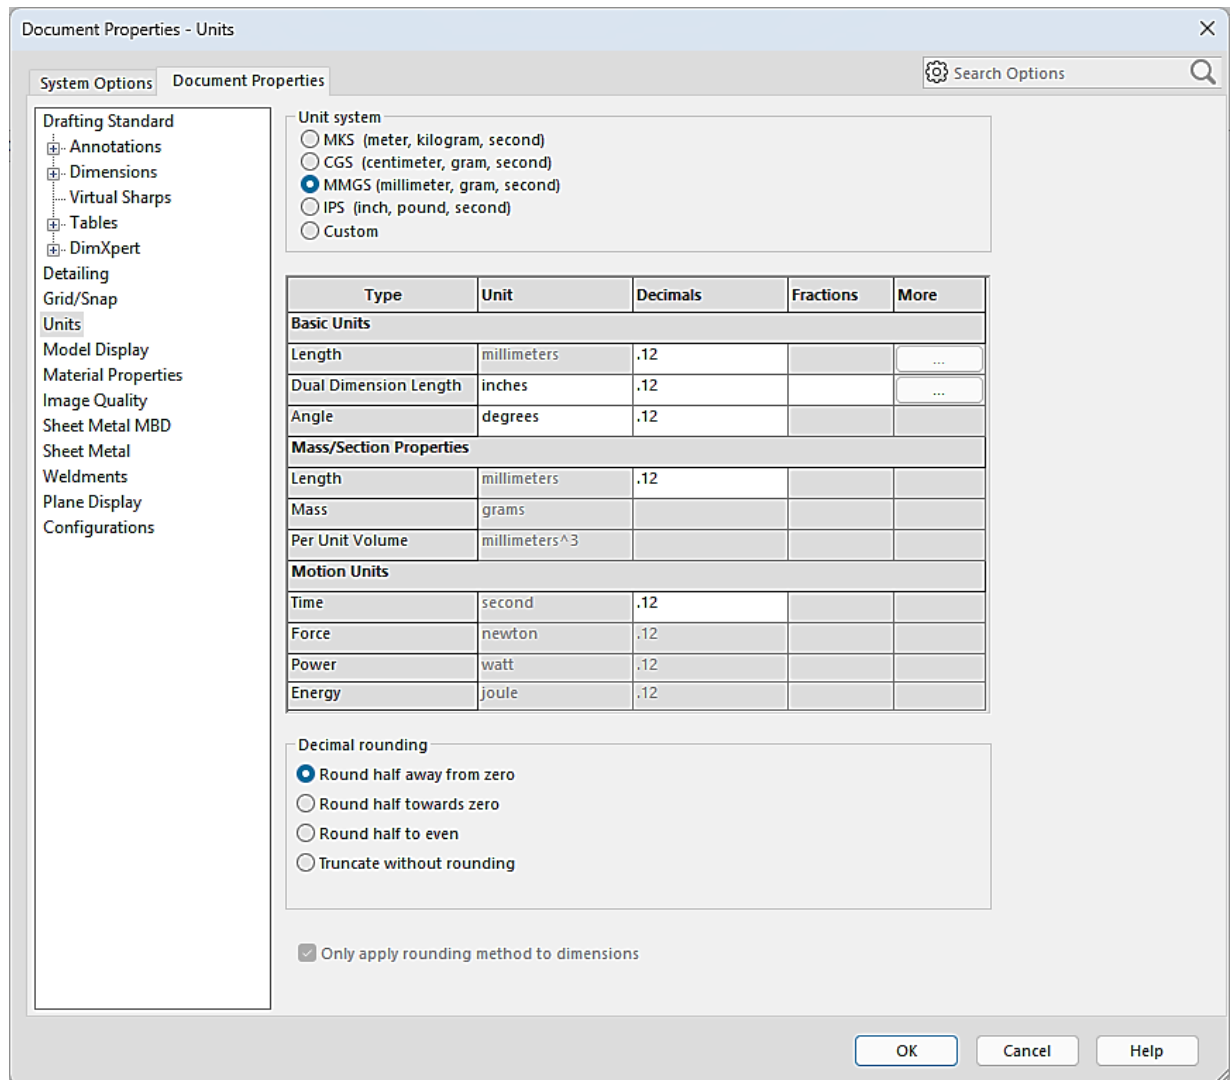 Document Properties - Units
System Options
Document Properties
Search Options
Drafting Standard
Annotations
Dimensions
Virtual Sharps
Tables
DimXpert
Detailing
Grid/Snap
Units
Model Display
Material Properties
Image Quality
Sheet Metal MBD
Sheet Metal
Weldments
Plane Display
Configurations
Unit system
MKS (meter, kilogram, second)
CGS (centimeter, gram, second)
MMGS (millimeter, gram, second)
IPS (inch, pound, second)
Custom
Type Unit Decimals Fractions More
Basic Units
Length millimeters .12 ...
Dual Dimension Length inches .12 ...
Angle degrees .12
Mass/Section Properties
Length millimeters .12
Mass grams
Per Unit Volume millimeters^3
Motion Units
Time second .12
Force newton .12
Power watt .12
Energy joule .12
Decimal rounding
Round half away from zero
Round half towards zero
Round half to even
Truncate without rounding
Only apply rounding method to dimensions
OK Cancel Help